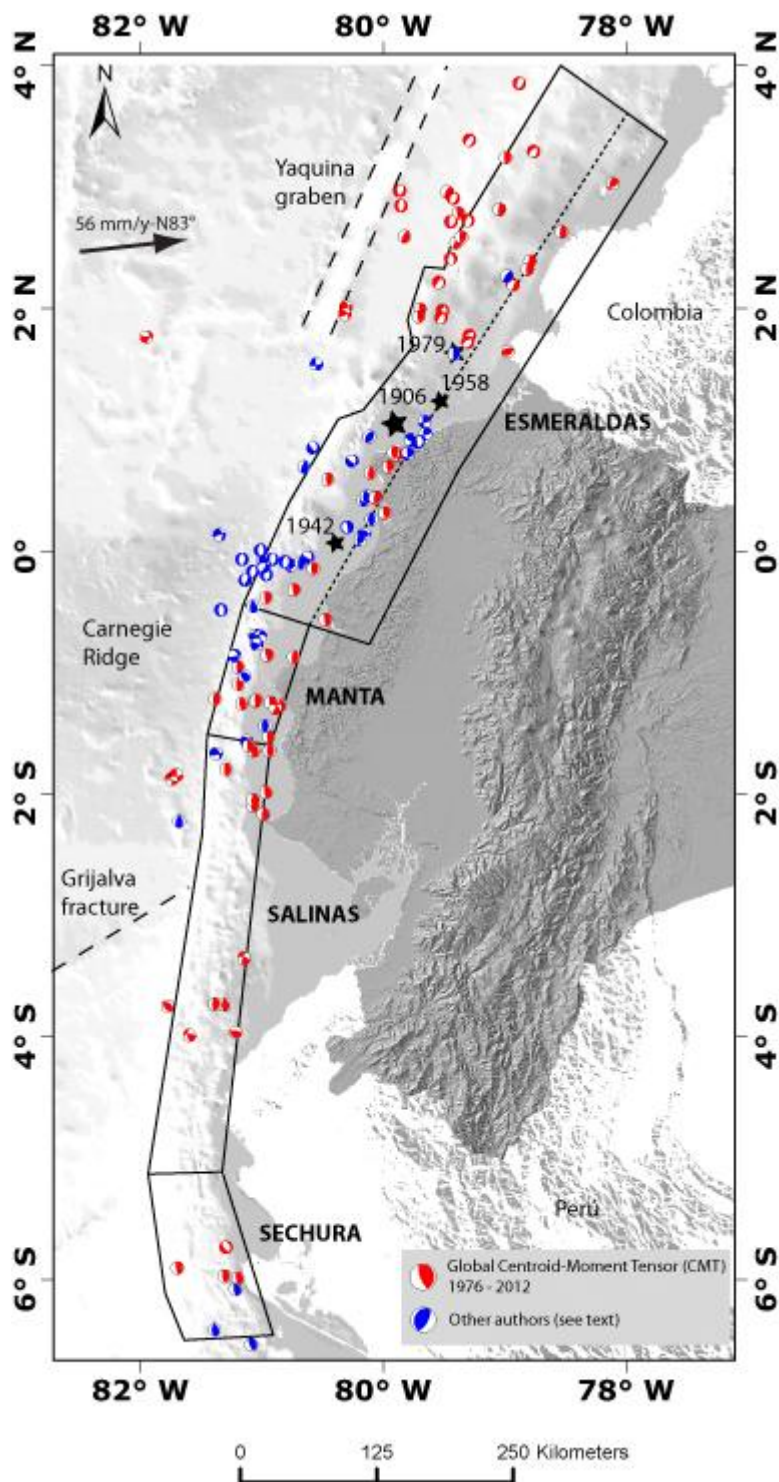 82° W 80° W 78° W
4° N
N
Yaquina
graben
56 mm/y-N83°
2° N
Colombia
1979
1958
1906
ESMERALDAS
1942
0°
Carnegie
Ridge
MANTA
2° S
Grijalva
fracture
SALINAS
4° S
Perú
SECHURA
6° S
Global Centroid-Moment Tensor (CMT)
1976 - 2012
Other authors (see text)
4° N
2° N
0°
2° S
4° S
6° S
82° W 80° W 78° W
0 125 250 Kilometers